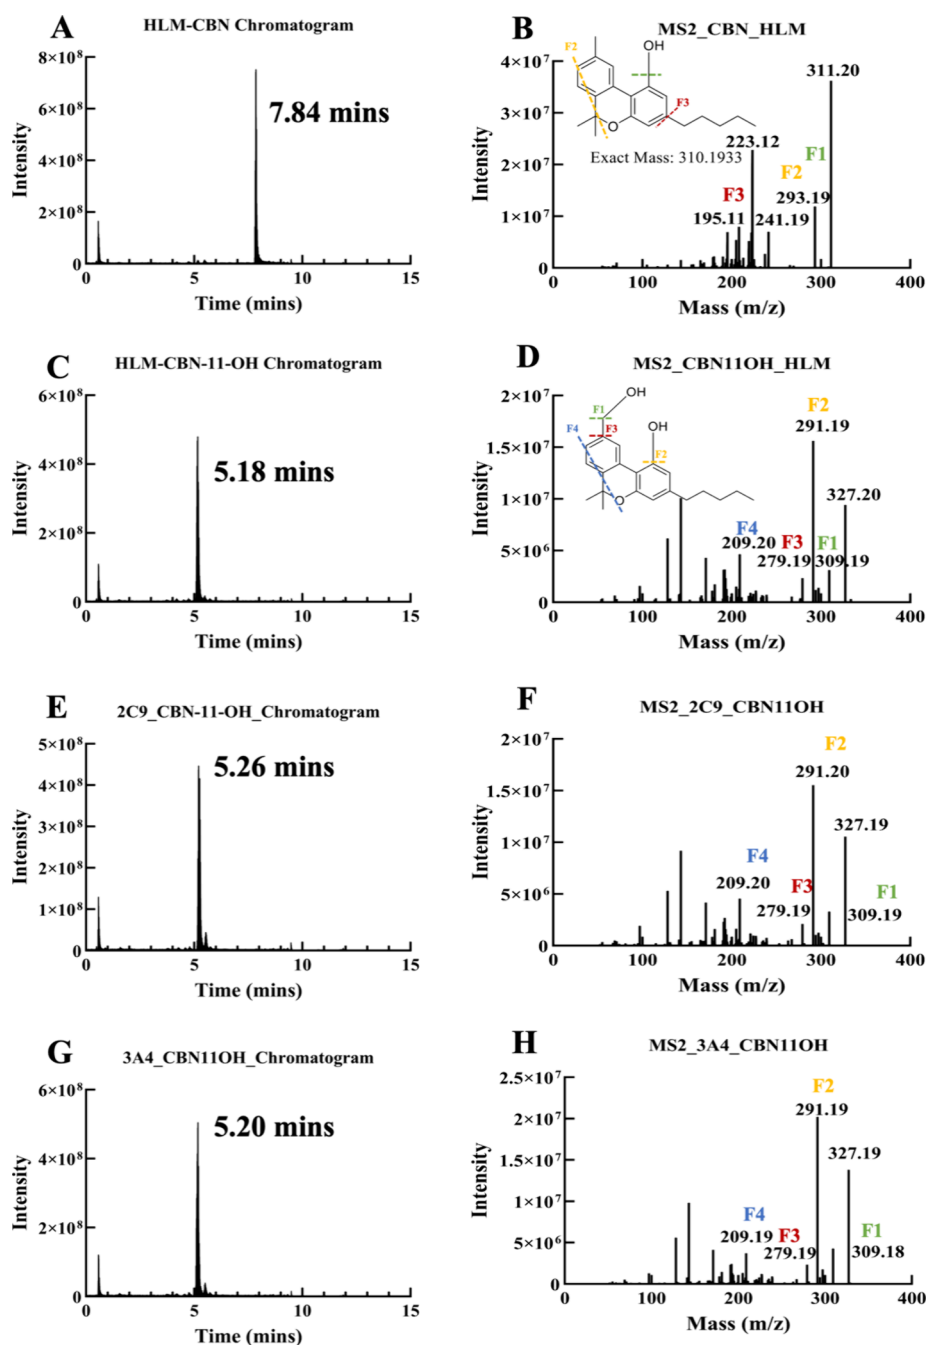 A
HLM-CBN Chromatogram
Intensity
8×10⁸
6×10⁸
4×10⁸
2×10⁸
0
7.84 mins
0 5 10 15
Time (mins)
B
MS2_CBN_HLM
Intensity
4×10⁷
3×10⁷
2×10⁷
1×10⁷
0
F2
OH
F3
O
Exact Mass: 310.1933
311.20
223.12
F1
F2
293.19
F3
195.11
241.19
0 100 200 300 400
Mass (m/z)
C
HLM-CBN-11-OH Chromatogram
Intensity
6×10⁸
4×10⁸
2×10⁸
0
5.18 mins
0 5 10 15
Time (mins)
D
MS2_CBN11OH_HLM
Intensity
2×10⁷
1.5×10⁷
1×10⁷
5×10⁶
0
OH
F1
F4
F3
OH
F2
O
F2
291.19
327.20
F4
209.20
F3
279.19
F1
309.19
0 100 200 300 400
Mass (m/z)
E
2C9_CBN-11-OH_Chromatogram
Intensity
5×10⁸
4×10⁸
3×10⁸
2×10⁸
1×10⁸
0
5.26 mins
0 5 10 15
Time (mins)
F
MS2_2C9_CBN11OH
Intensity
2×10⁷
1.5×10⁷
1×10⁷
5×10⁶
0
F2
291.20
327.19
F4
209.20
F3
279.19
F1
309.19
0 100 200 300 400
Mass (m/z)
G
3A4_CBN11OH_Chromatogram
Intensity
6×10⁸
4×10⁸
2×10⁸
0
5.20 mins
0 5 10 15
Time (mins)
H
MS2_3A4_CBN11OH
Intensity
2.5×10⁷
2×10⁷
1.5×10⁷
1×10⁷
5×10⁶
0
F2
291.19
327.19
F4
209.19
F3
279.19
F1
309.18
0 100 200 300 400
Mass (m/z)